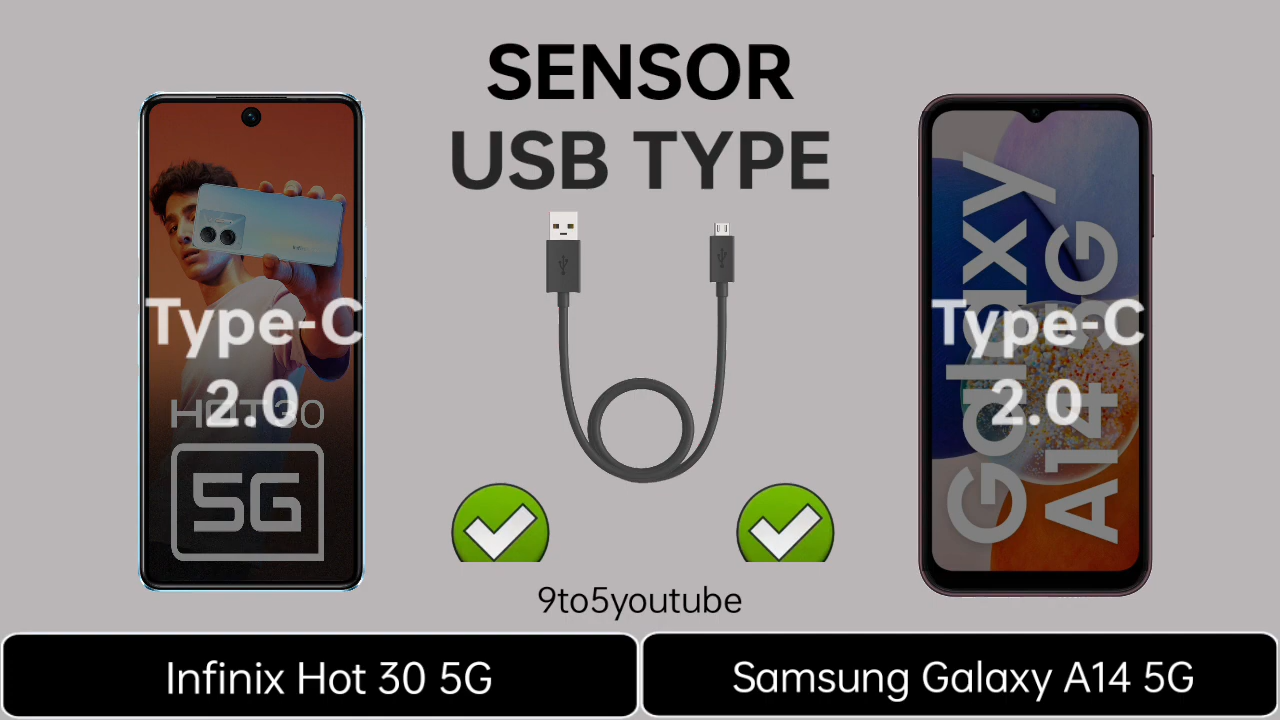 SENSOR
USB TYPE
Type-C
2.0
HOT 30
5G
Galaxy
A14 5G
Type-C
2.0
9to5youtube
Infinix Hot 30 5G
Samsung Galaxy A14 5G